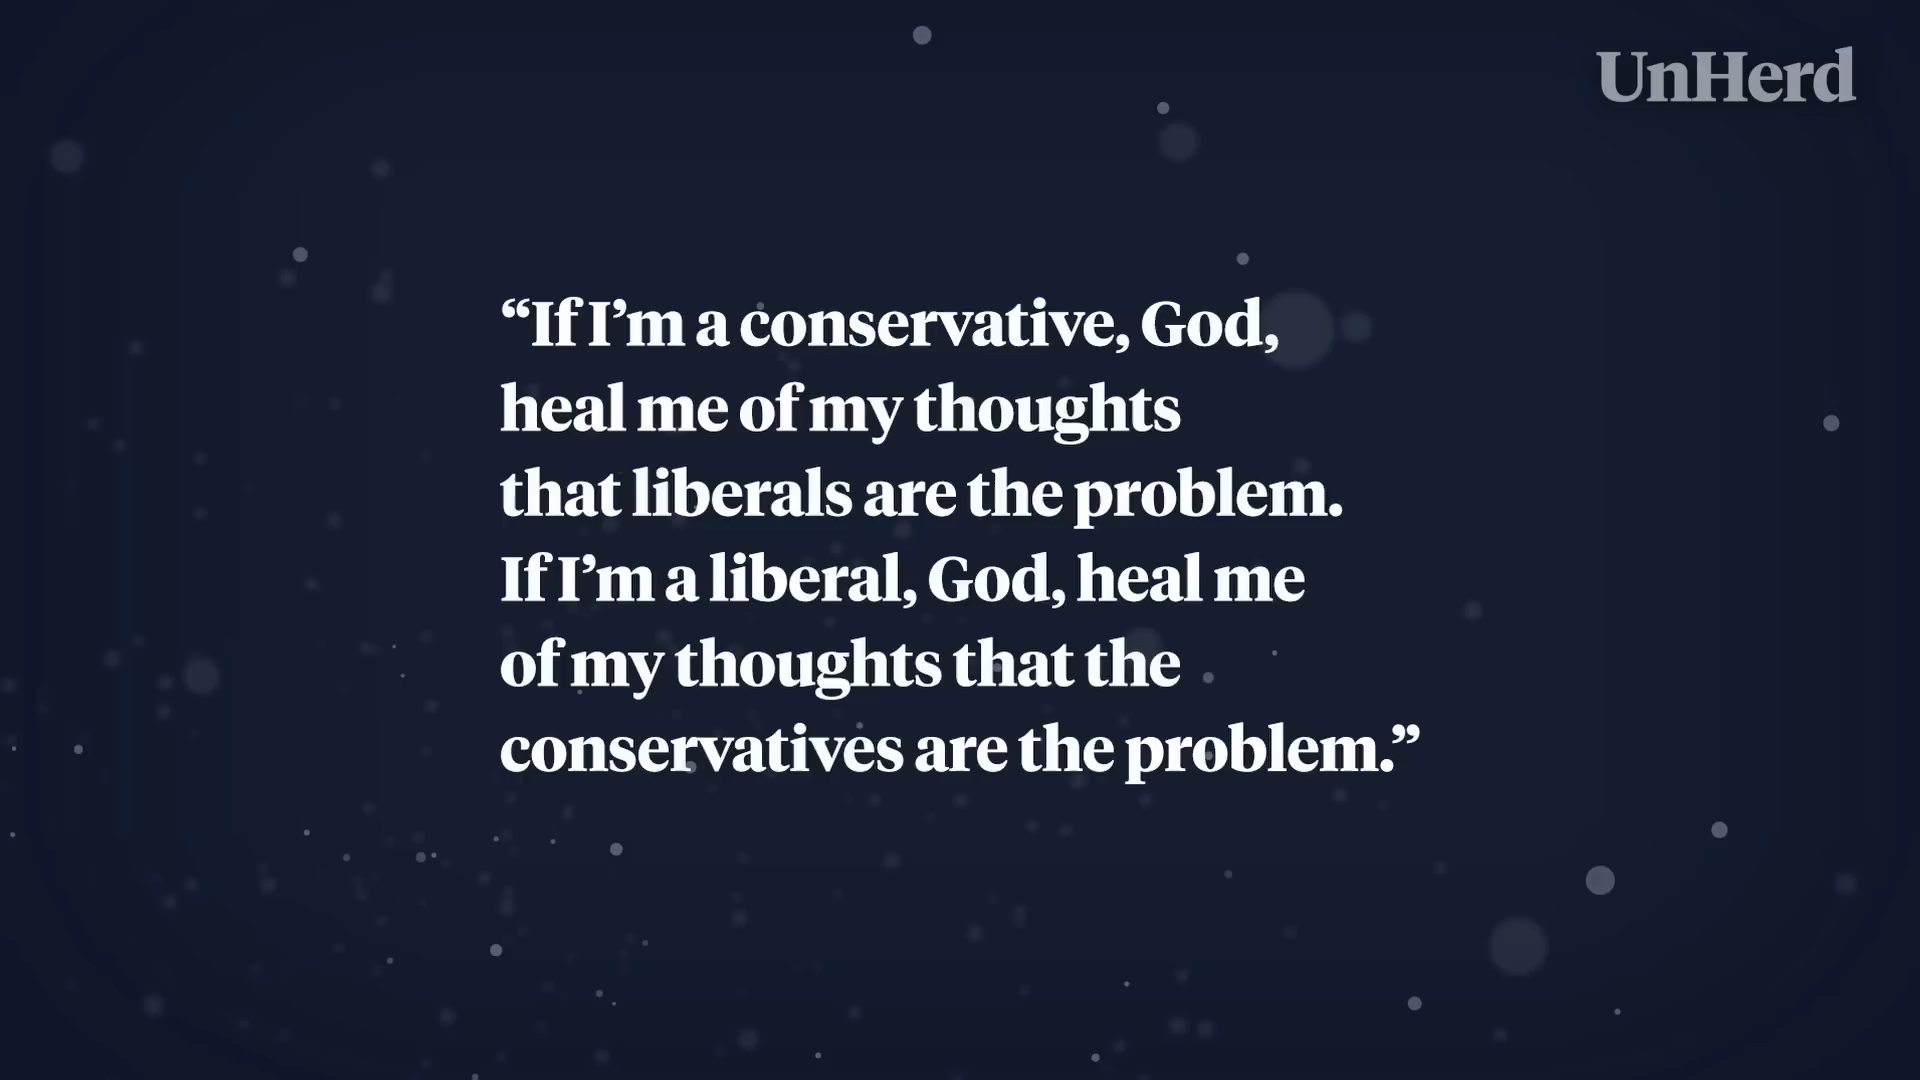 UnHerd
“If I’m a conservative, God,
heal me of my thoughts
that liberals are the problem.
If I’m a liberal, God, heal me
of my thoughts that the
conservatives are the problem.”